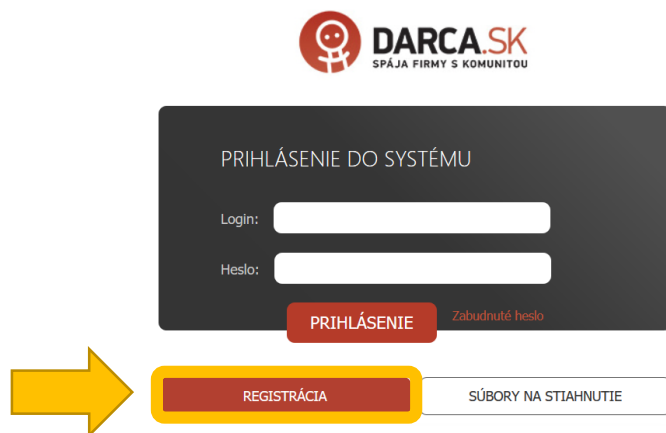 DARCA.SK
SPÁJA FIRMY S KOMUNITOU
PRIHLÁSENIE DO SYSTÉMU
Login:
Heslo:
PRIHLÁSENIE
Zabudnuté heslo
REGISTRÁCIA
SÚBORY NA STIAHNUTIE